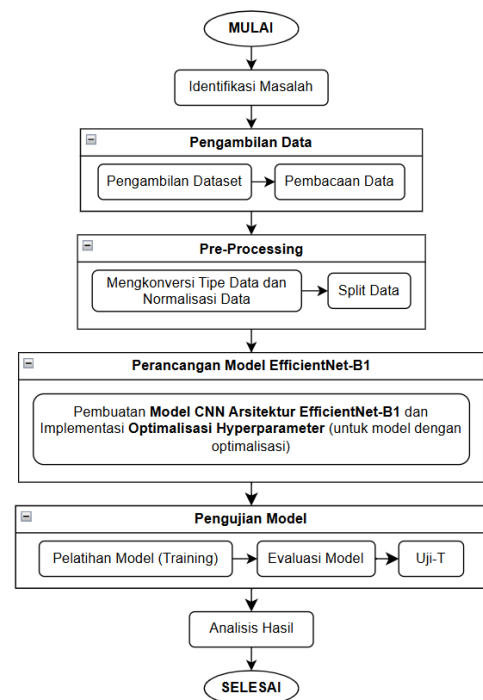 MULAI
Identifikasi Masalah
Pengambilan Data
Pengambilan Dataset
Pembacaan Data
Pre-Processing
Mengkonversi Tipe Data dan
Normalisasi Data
Split Data
Perancangan Model EfficientNet-B1
Pembuatan Model CNN Arsitektur EfficientNet-B1 dan
Implementasi Optimalisasi Hyperparameter (untuk model dengan
optimalisasi)
Pengujian Model
Pelatihan Model (Training)
Evaluasi Model
Uji-T
Analisis Hasil
SELESAI